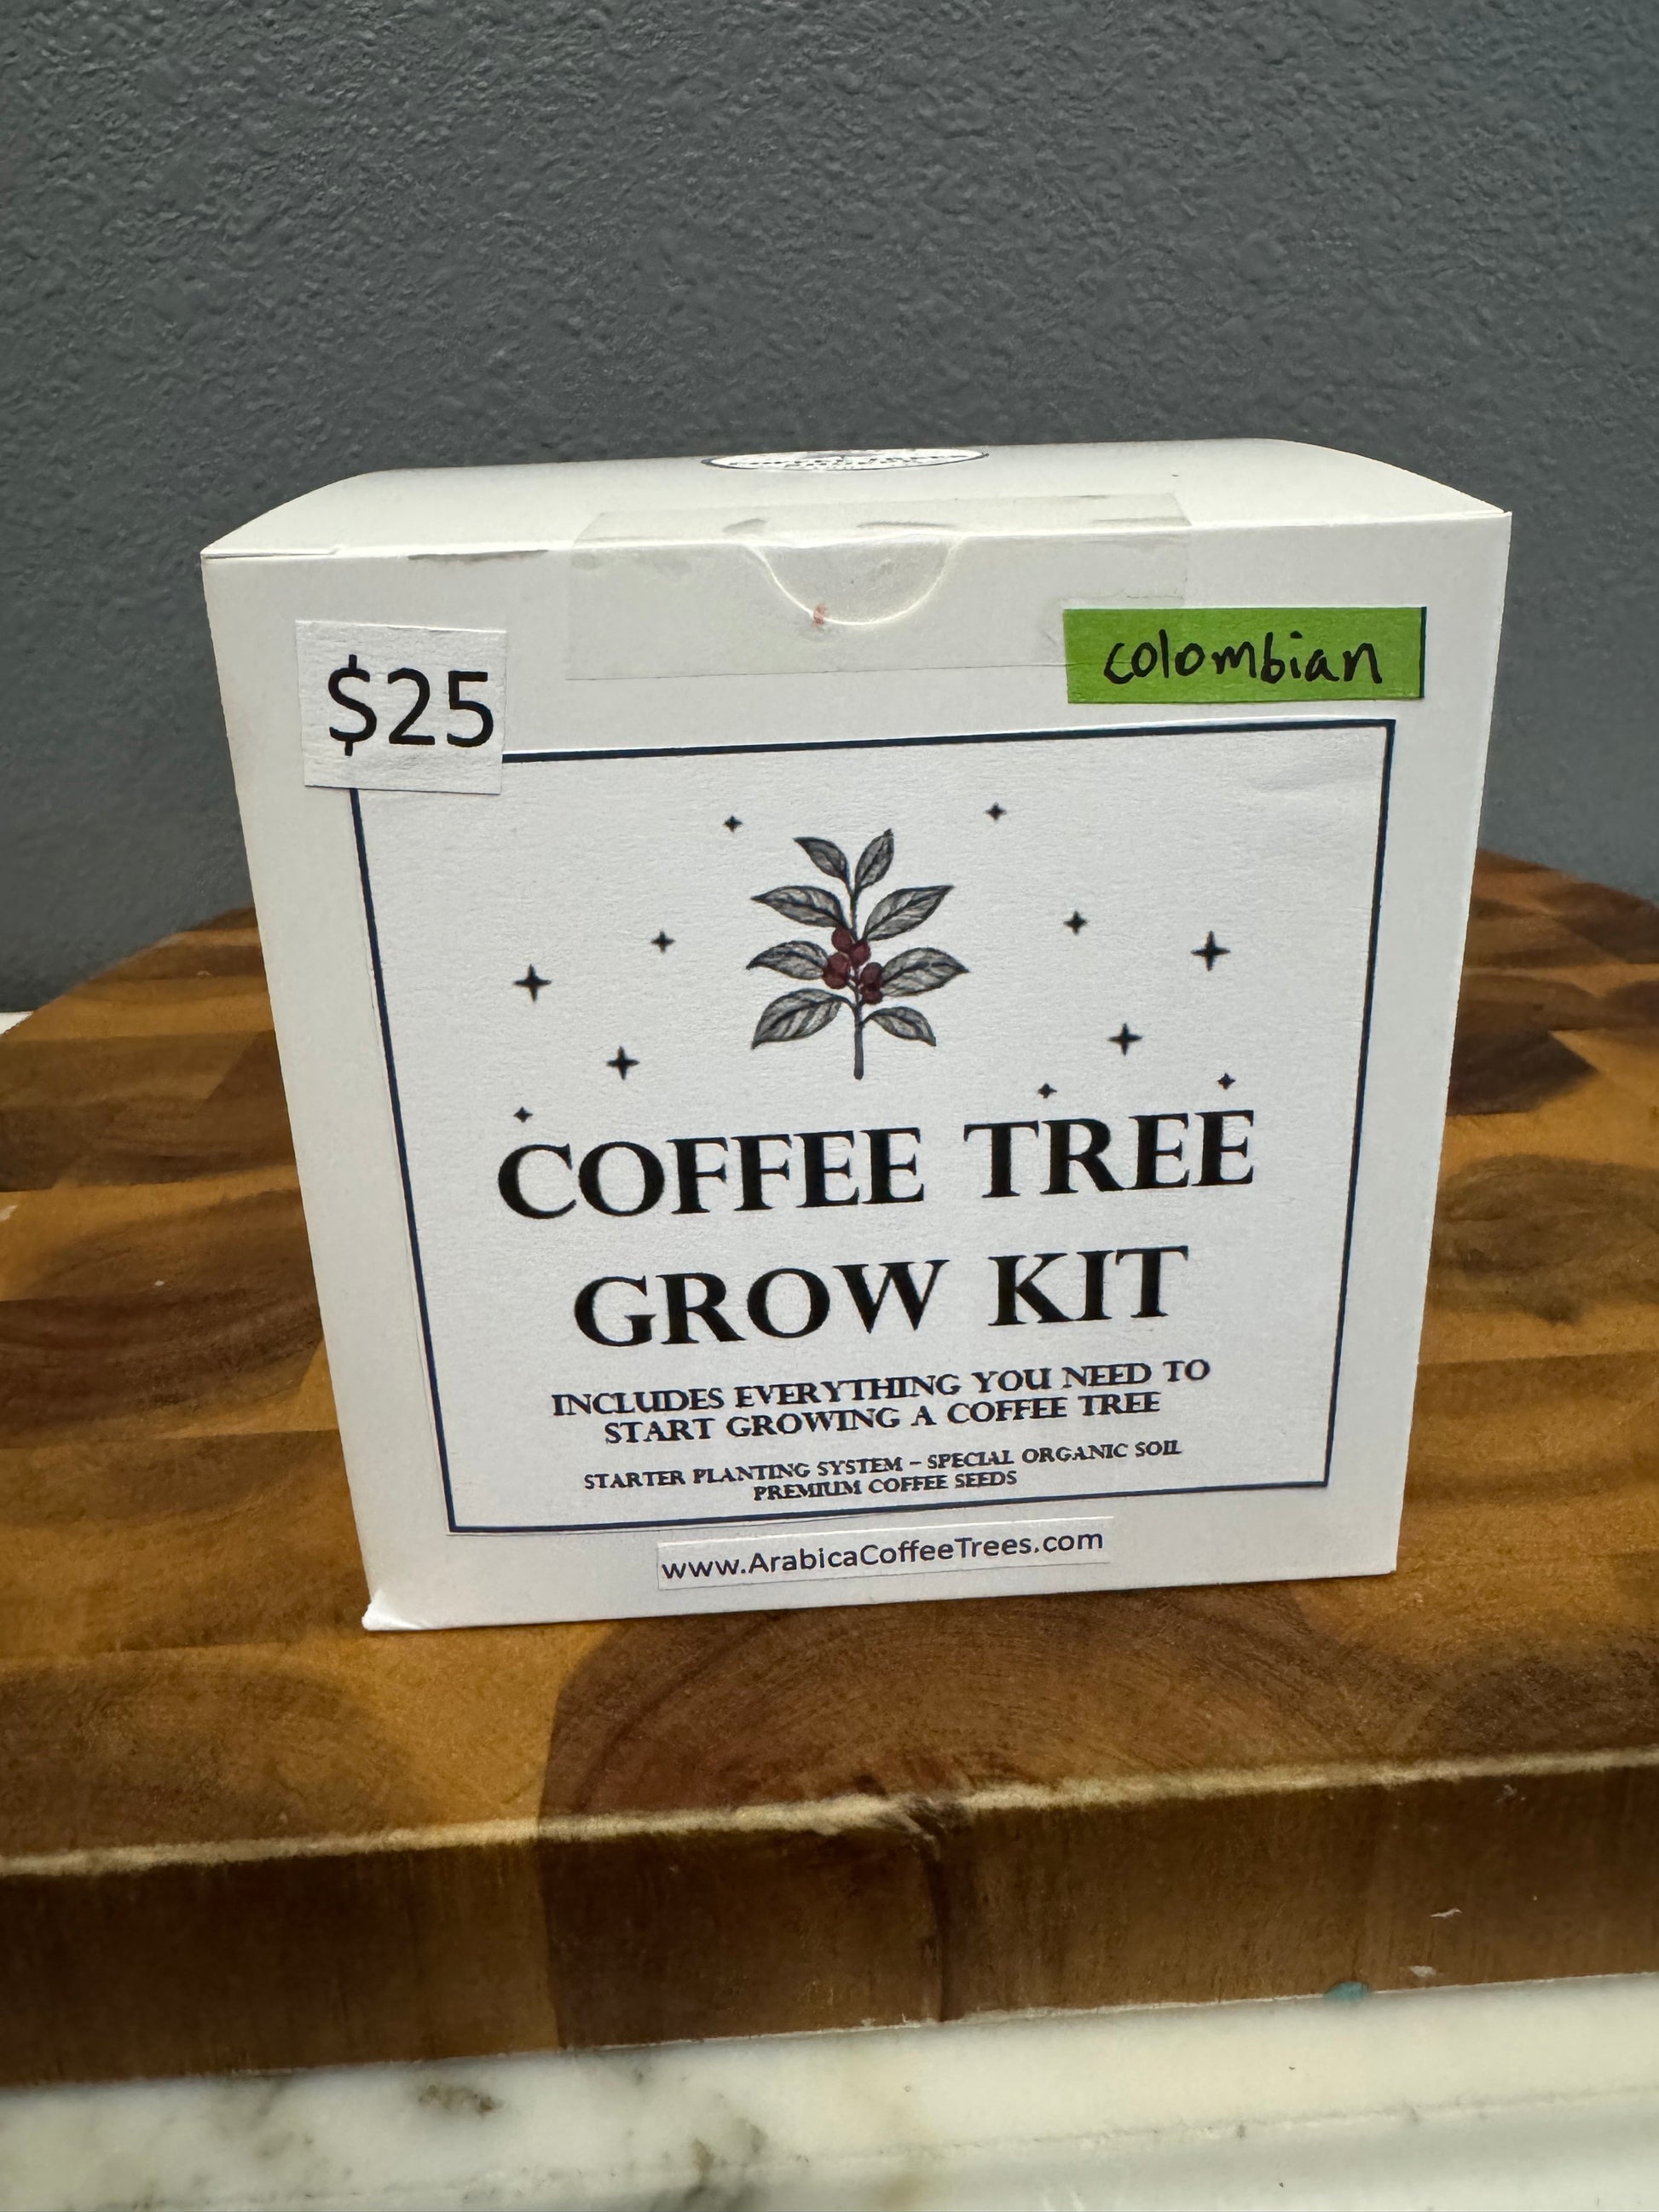 $25
colombian
COFFEE TREE
GROW KIT
INCLUDES EVERYTHING YOU NEED TO
START GROWING A COFFEE TREE
STARTER PLANTING SYSTEM – SPECIAL ORGANIC SOIL
PREMIUM COFFEE SEEDS
www.ArabicaCoffeeTrees.com